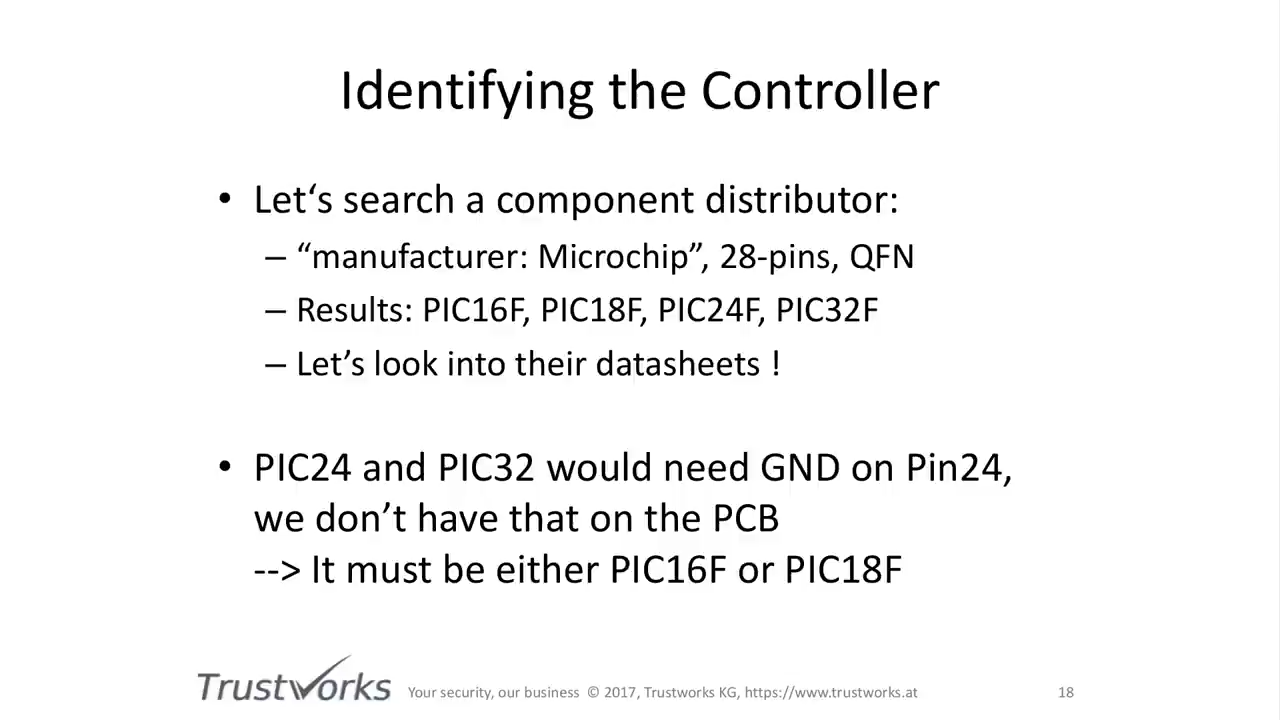 Identifying the Controller
• Let‘s search a component distributor:
– “manufacturer: Microchip”, 28-pins, QFN
– Results: PIC16F, PIC18F, PIC24F, PIC32F
– Let’s look into their datasheets !
• PIC24 and PIC32 would need GND on Pin24,
we don’t have that on the PCB
--> It must be either PIC16F or PIC18F
Trustworks Your security, our business © 2017, Trustworks KG, https://www.trustworks.at 18